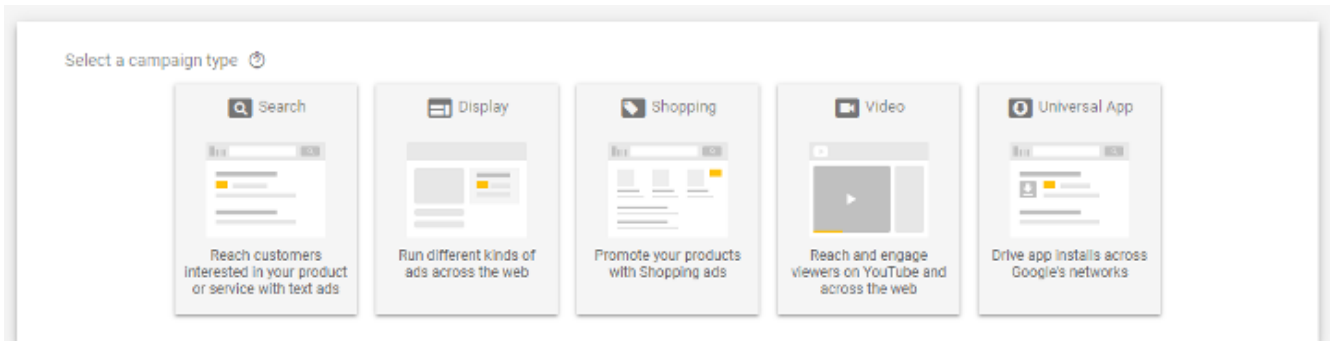 Select a campaign type
Search
Display
Shopping
Video
Universal App
Reach customers
interested in your product
or service with text ads
Run different kinds of
ads across the web
Promote your products
with Shopping ads
Reach and engage
viewers on YouTube and
across the web
Drive app installs across
Google's networks